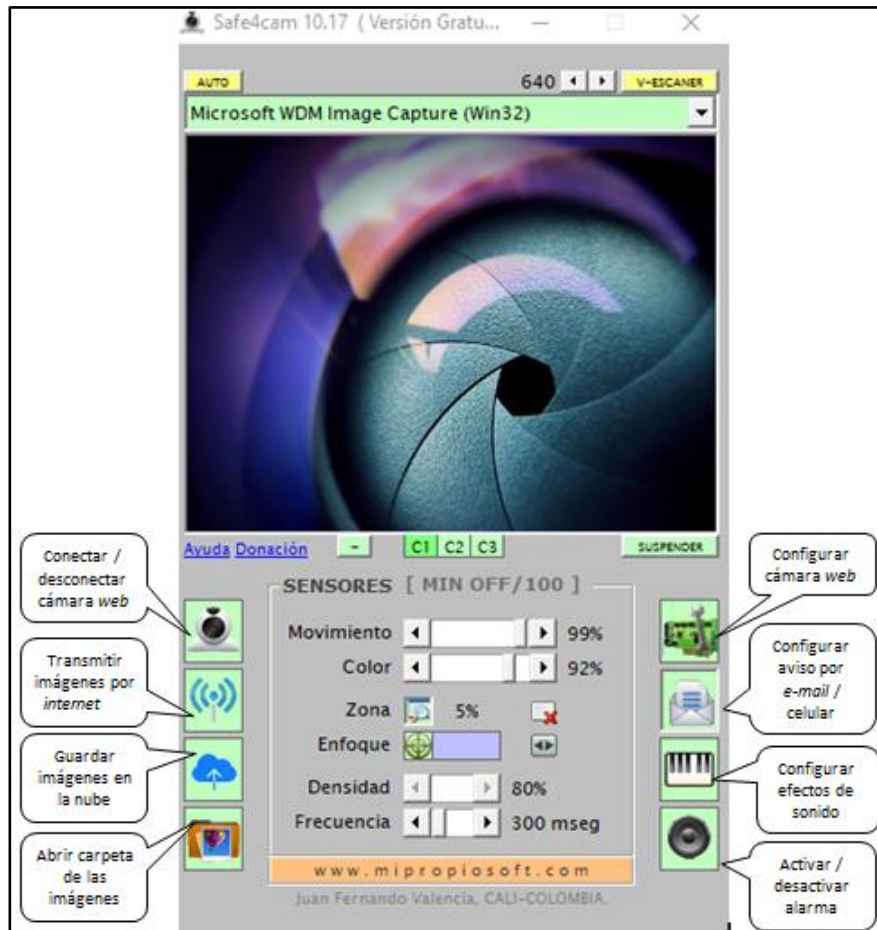 Safe4cam 10.17 ( Versión Gratu...
AUTO
640
V-ESCANER
Microsoft WDM Image Capture (Win32)
Ayuda Donación
-
C1 C2 C3
SUSPENDER
Conectar /
desconectar
cámara web
Transmitir
imágenes por
internet
Guardar
imágenes en
la nube
Abrir carpeta
de las
imágenes
SENSORES [ MIN OFF/100 ]
Movimiento 99%
Color 92%
Zona 5%
Enfoque
Densidad 80%
Frecuencia 300 mseg
www.mipropiosoft.com
Juan Fernando Valencia, CALI-COLOMBIA.
Configurar
cámara web
Configurar
aviso por
e-mail /
celular
Configurar
efectos de
sonido
Activar /
desactivar
alarma